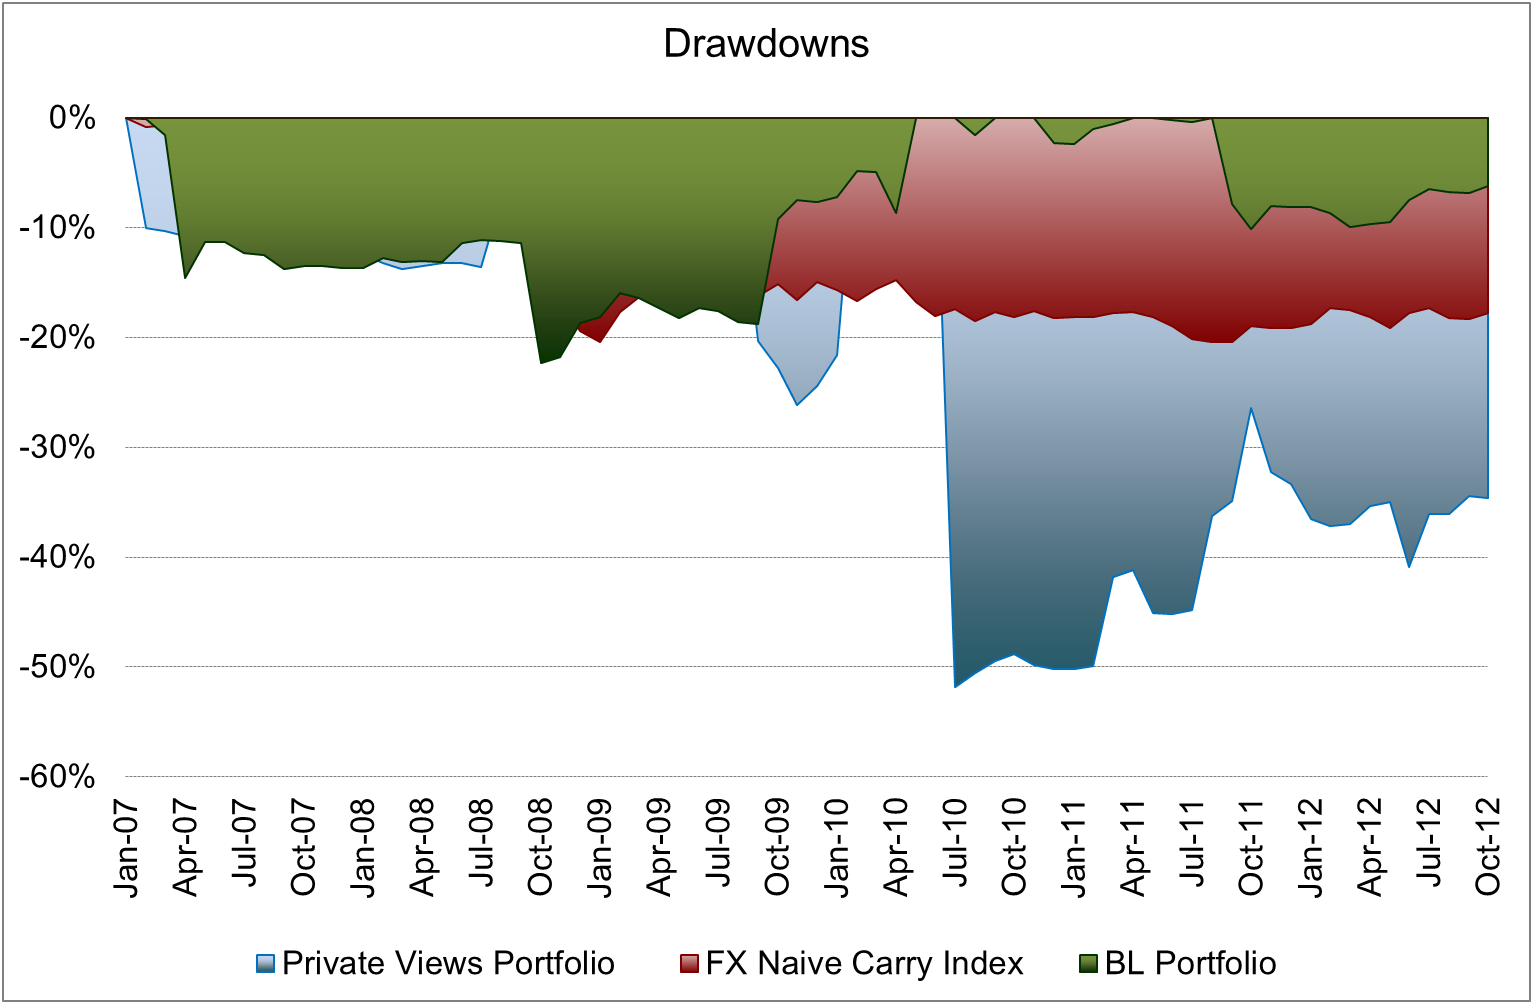 Drawdowns
0%
-10%
-20%
-30%
-40%
-50%
-60%
Jan-07
Apr-07
Jul-07
Oct-07
Jan-08
Apr-08
Jul-08
Oct-08
Jan-09
Apr-09
Jul-09
Oct-09
Jan-10
Apr-10
Jul-10
Oct-10
Jan-11
Apr-11
Jul-11
Oct-11
Jan-12
Apr-12
Jul-12
Oct-12
Private Views Portfolio
FX Naive Carry Index
BL Portfolio